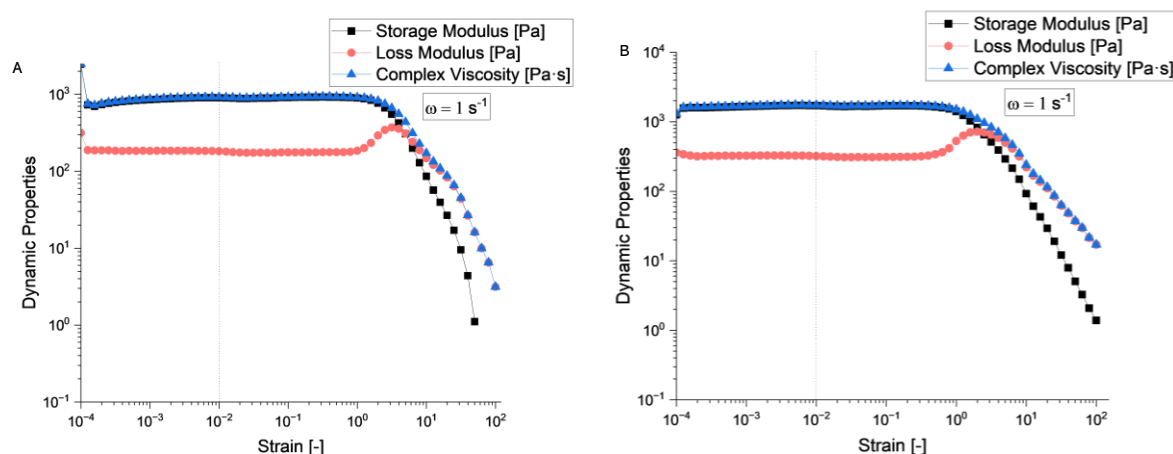 A
Storage Modulus [Pa]
Loss Modulus [Pa]
Complex Viscosity [Pa·s]
ω = 1 s⁻¹
Dynamic Properties
10³
10²
10¹
10⁰
10⁻¹
10⁻⁴
10⁻³
10⁻²
10⁻¹
10⁰
10¹
10²
Strain [-]
B
Storage Modulus [Pa]
Loss Modulus [Pa]
Complex Viscosity [Pa·s]
ω = 1 s⁻¹
Dynamic Properties
10⁴
10³
10²
10¹
10⁰
10⁻¹
10⁻⁴
10⁻³
10⁻²
10⁻¹
10⁰
10¹
10²
Strain [-]